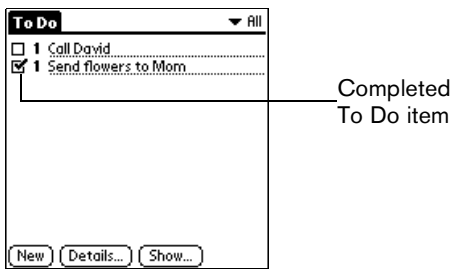 To Do
All
1 Call David
1 Send flowers to Mom
Completed
To Do item
New Details... Show...